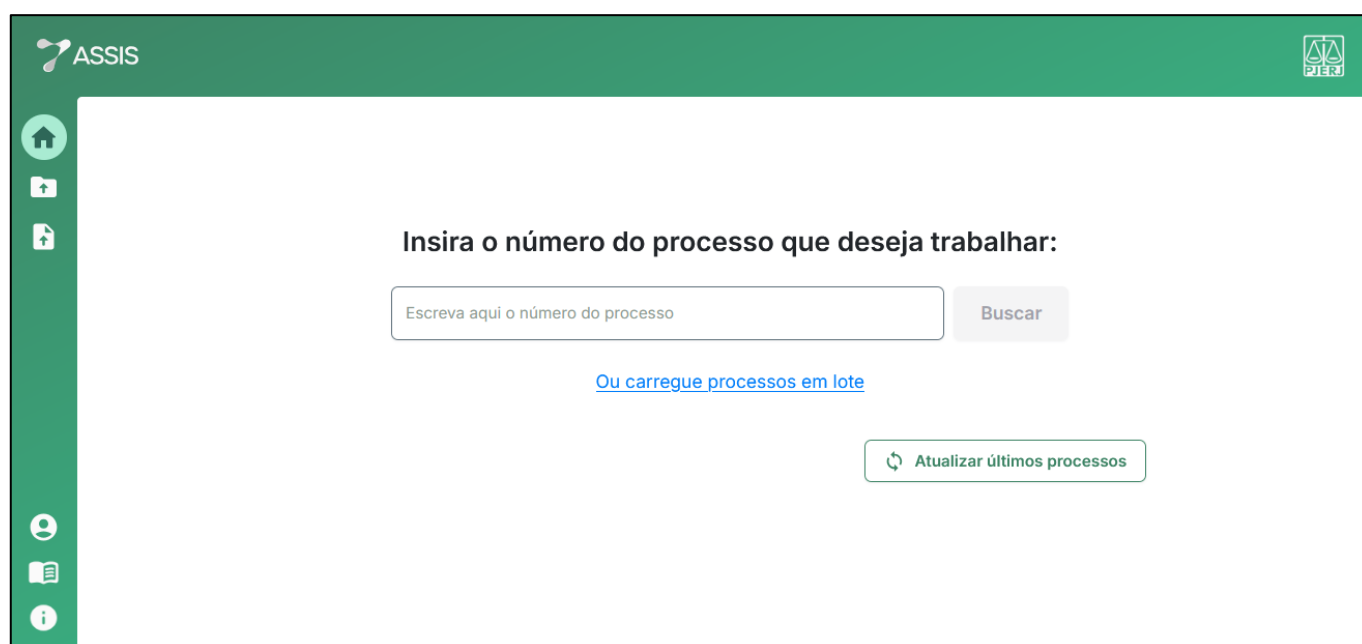 ASSIS
PJERJ
Insira o número do processo que deseja trabalhar:
Escreva aqui o número do processo
Buscar
Ou carregue processos em lote
Atualizar últimos processos